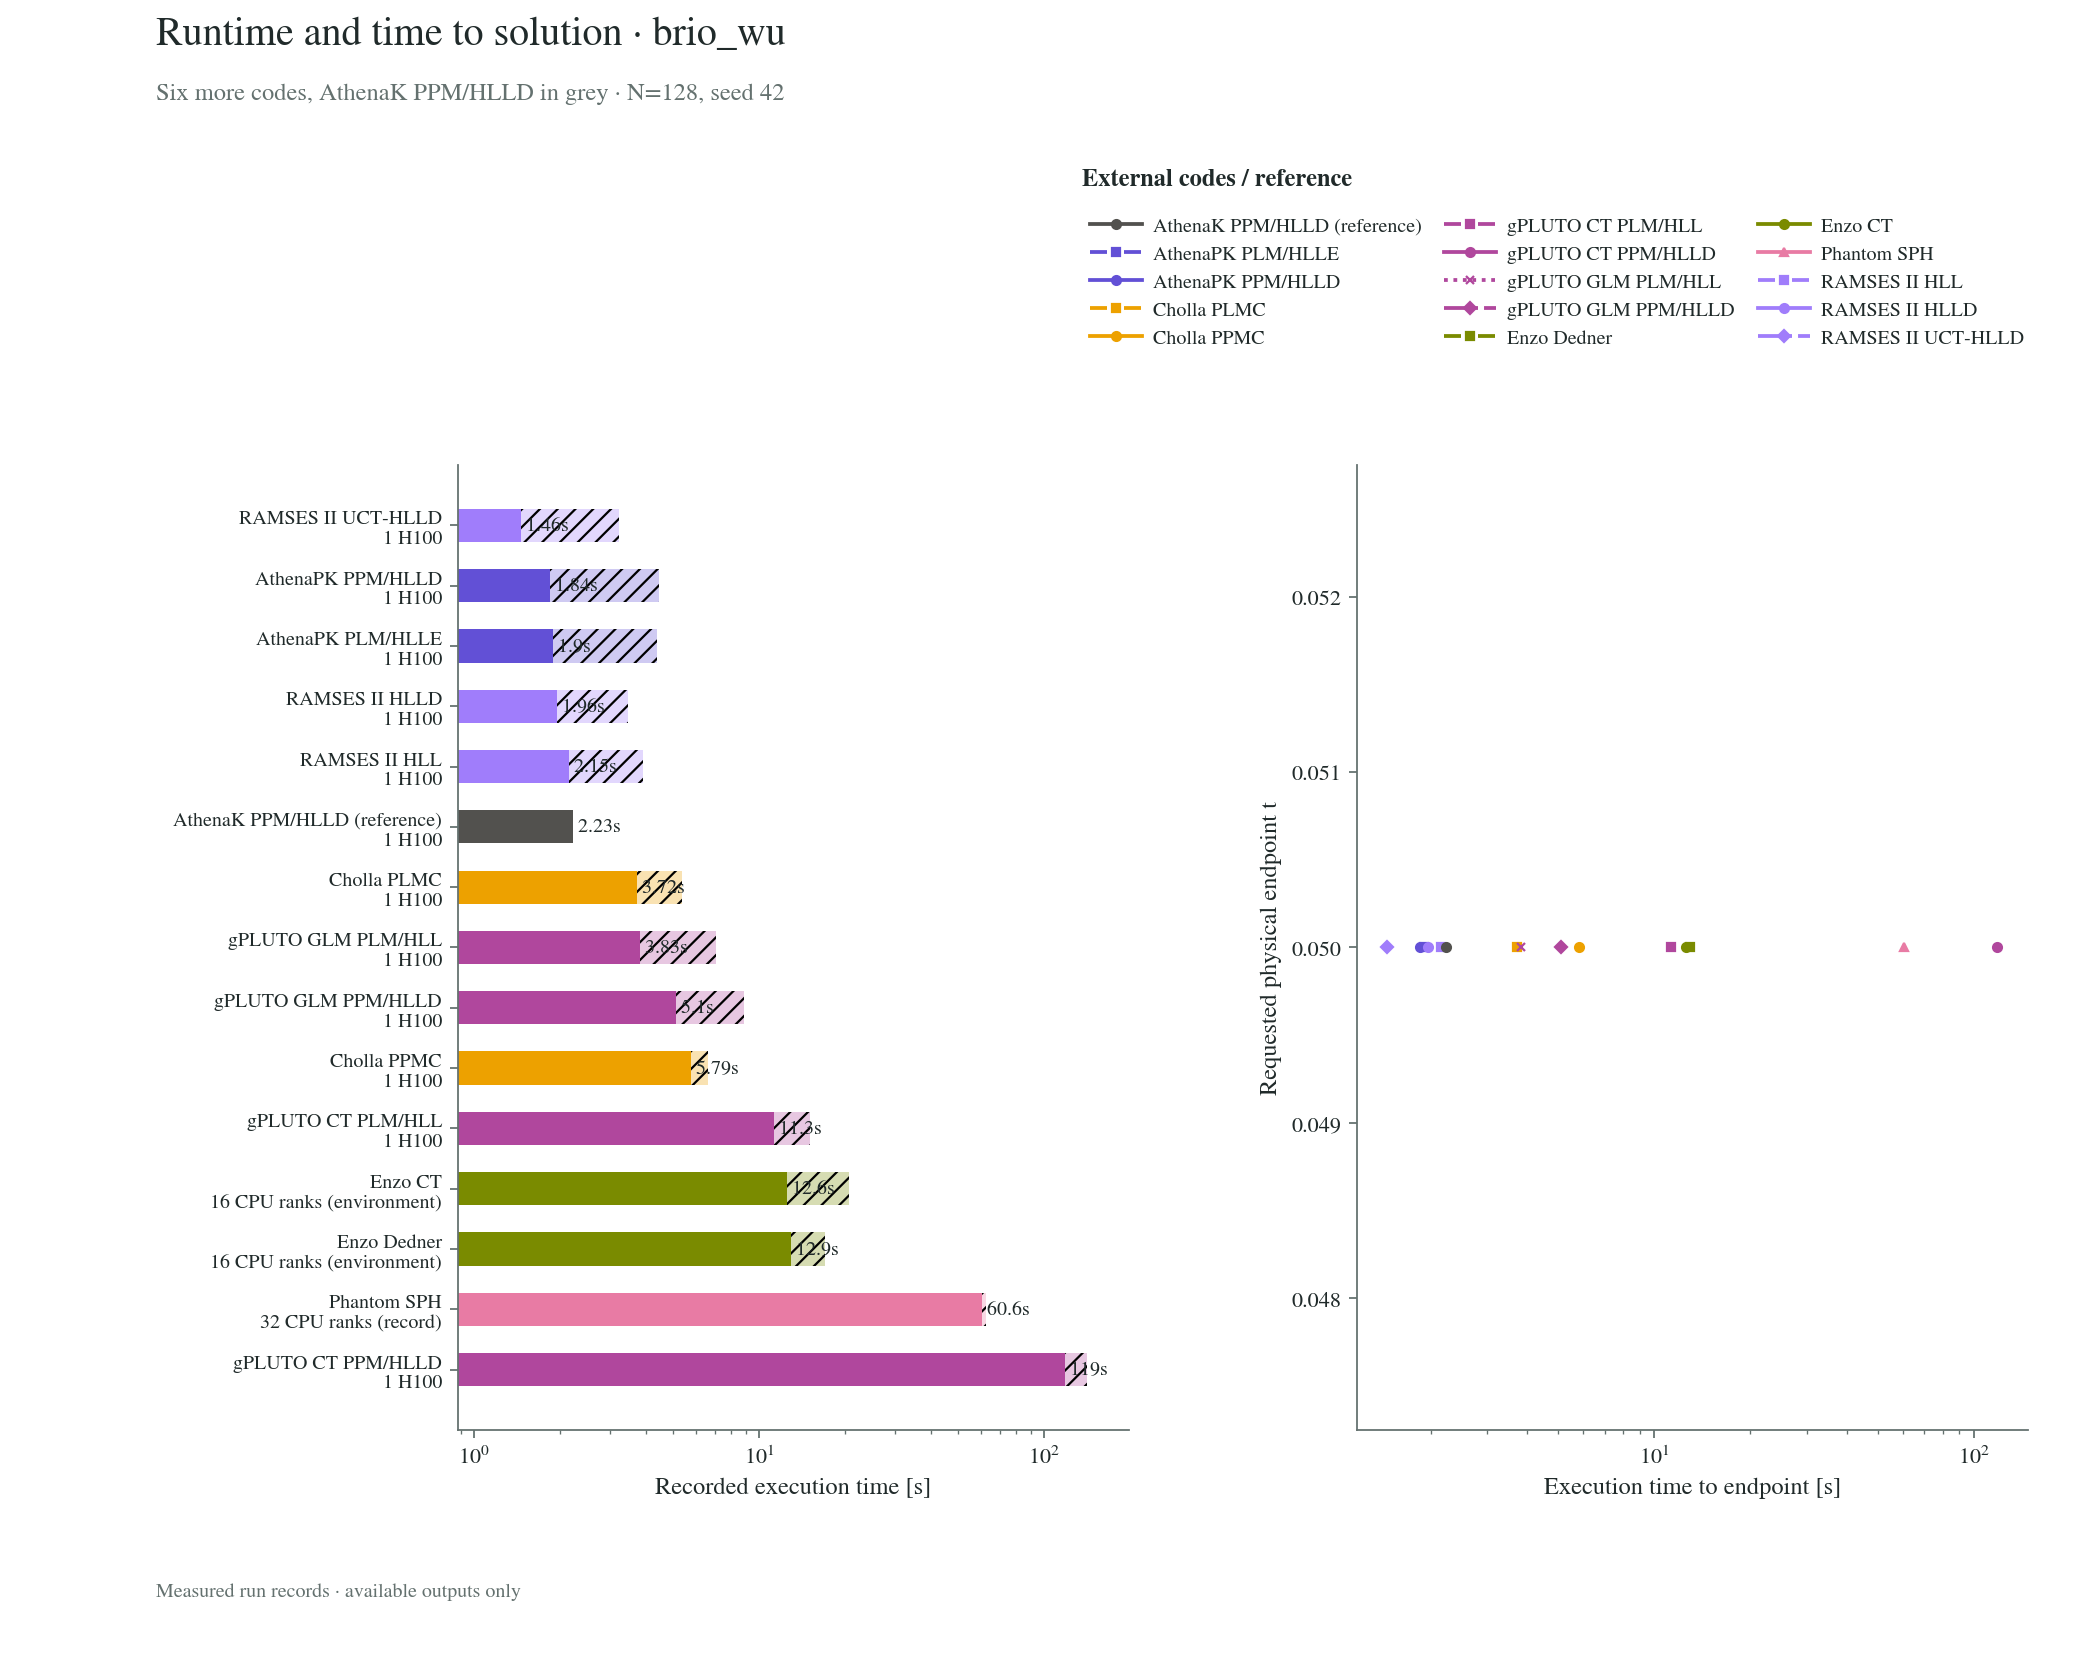 Runtime and time to solution · brio_wu
Six more codes, AthenaK PPM/HLLD in grey · N=128, seed 42
External codes / reference
AthenaK PPM/HLLD (reference)
AthenaPK PLM/HLLE
AthenaPK PPM/HLLD
Cholla PLMC
Cholla PPMC
gPLUTO CT PLM/HLL
gPLUTO CT PPM/HLLD
gPLUTO GLM PLM/HLL
gPLUTO GLM PPM/HLLD
Enzo Dedner
Enzo CT
Phantom SPH
RAMSES II HLL
RAMSES II HLLD
RAMSES II UCT-HLLD
RAMSES II UCT-HLLD
1 H100
1.46s
AthenaPK PPM/HLLD
1 H100
1.84s
AthenaPK PLM/HLLE
1 H100
1.9s
RAMSES II HLLD
1 H100
1.96s
RAMSES II HLL
1 H100
2.15s
AthenaK PPM/HLLD (reference)
1 H100
2.23s
Cholla PLMC
1 H100
3.72s
gPLUTO GLM PLM/HLL
1 H100
3.83s
gPLUTO GLM PPM/HLLD
1 H100
5.1s
Cholla PPMC
1 H100
5.79s
gPLUTO CT PLM/HLL
1 H100
11.3s
Enzo CT
16 CPU ranks (environment)
12.6s
Enzo Dedner
16 CPU ranks (environment)
12.9s
Phantom SPH
32 CPU ranks (record)
60.6s
gPLUTO CT PPM/HLLD
1 H100
119s
10⁰ 10¹ 10²
Recorded execution time [s]
0.052
0.051
0.050
0.049
0.048
Requested physical endpoint t
10¹ 10²
Execution time to endpoint [s]
Measured run records · available outputs only